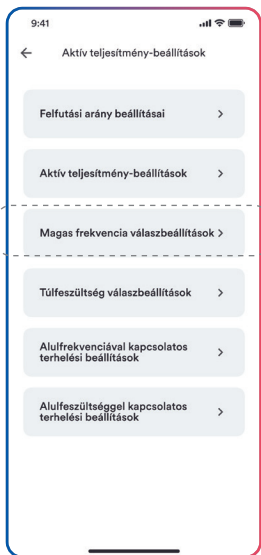 9:41
Aktív teljesítmény-beállítások
Felfutási arány beállításai
Aktív teljesítmény-beállítások
Magas frekvencia válaszbeállítások
Túlfeszültség válaszbeállítások
Alulfrekvenciával kapcsolatos
terhelési beállítások
Alulfeszültséggel kapcsolatos
terhelési beállítások